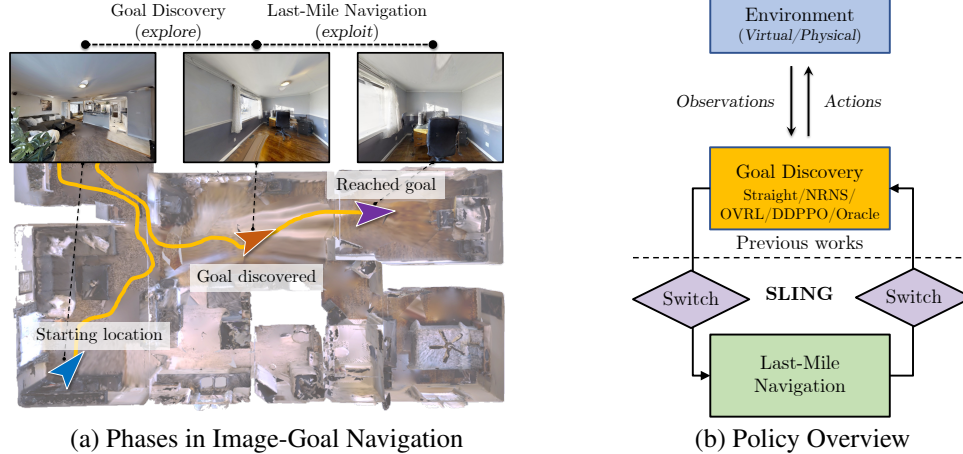 Goal Discovery
(explore)
Last-Mile Navigation
(exploit)
Reached goal
Goal discovered
Starting location
(a) Phases in Image-Goal Navigation
Environment
(Virtual/Physical)
Observations
Actions
Goal Discovery
Straight/NRNS/
OVRL/DDPPO/Oracle
Previous works
Switch
SLING
Switch
Last-Mile
Navigation
(b) Policy Overview